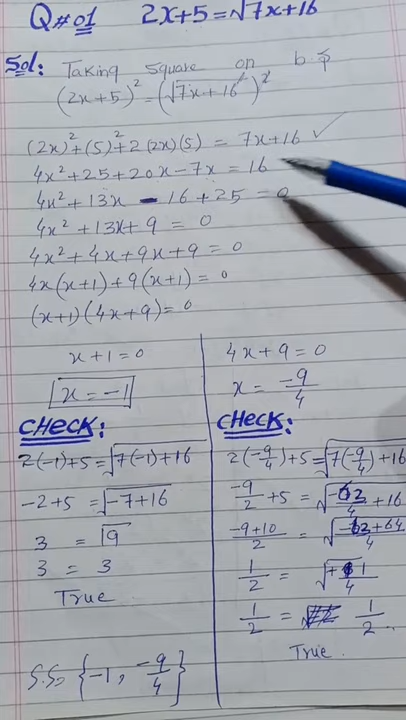 Q#01 2x+5=√7x+16
Sol: Taking Square on b.p
(2x+5)²=(√7x+16)²
(2x)²+(5)²+2(2x)(5) = 7x+16 ✓
4x²+25+20x-7x = 16
4x²+13x-16+25=0
4x²+13x+9=0
4x²+4x+9x+9=0
4x(x+1)+9(x+1)=0
(x+1)(4x+9)=0
x+1=0
x=-1
CHECK:
2(-1)+5=√7(-1)+16
-2+5=√-7+16
3 = √9
3 = 3
True
4x+9=0
x=-9/4
CHECK:
2(-9/4)+5=√7(-9/4)+16
-9/2+5=√-63/4+16
-9+10/2=√-63+64/4
1/2=√+1/4
1/2=1/2
True.
S.S, {-1, -9/4}